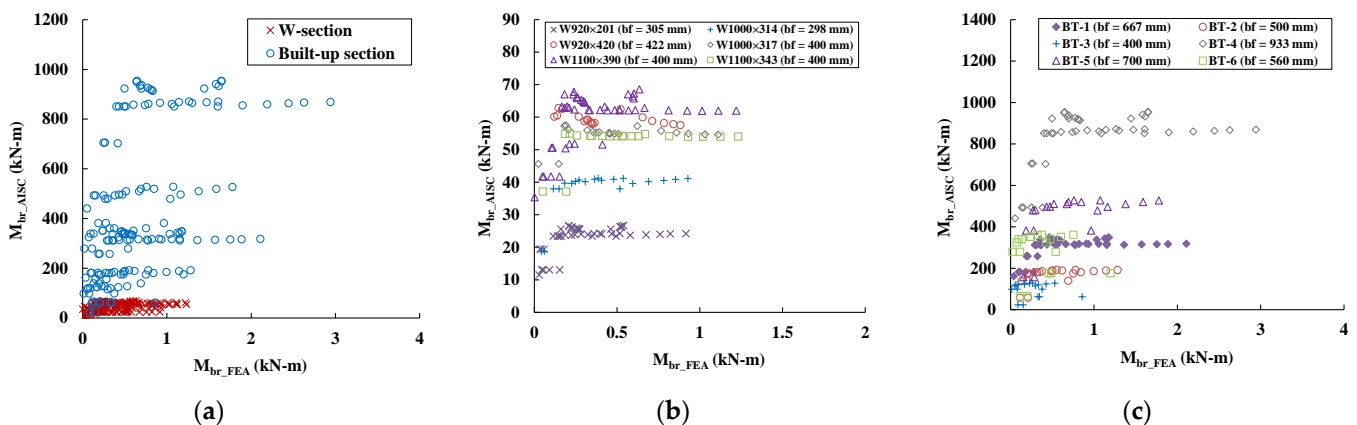 W-section
Built-up section
1200
1000
800
600
400
200
0
0 1 2 3 4
M_br_AISC (kN-m)
M_br_FEA (kN-m)
(a)
W920×201 (bf = 305 mm) W1000×314 (bf = 298 mm)
W920×420 (bf = 422 mm) W1000×317 (bf = 400 mm)
W1100×390 (bf = 400 mm) W1100×343 (bf = 400 mm)
90
80
70
60
50
40
30
20
10
0
0 0.5 1 1.5 2
M_br_AISC (kN-m)
M_br_FEA (kN-m)
(b)
BT-1 (bf = 667 mm) BT-2 (bf = 500 mm)
BT-3 (bf = 400 mm) BT-4 (bf = 933 mm)
BT-5 (bf = 700 mm) BT-6 (bf = 560 mm)
1400
1200
1000
800
600
400
200
0
0 1 2 3 4
M_br_AISC (kN-m)
M_br_FEA (kN-m)
(c)